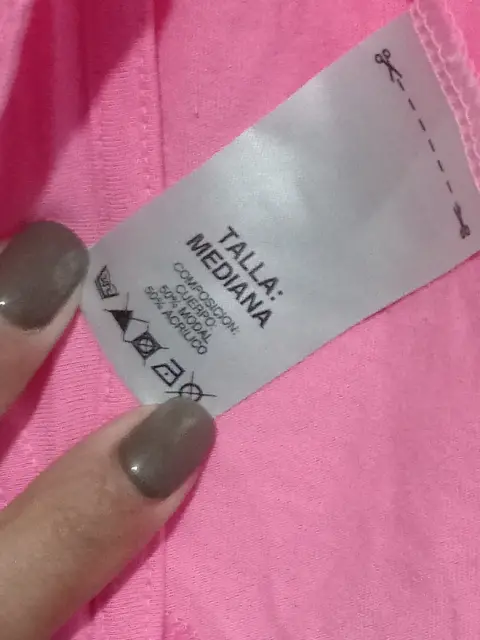 TALLA:
MEDIANA
COMPOSICION:
CUERPO:
50% MODAL
50% ACRILICO